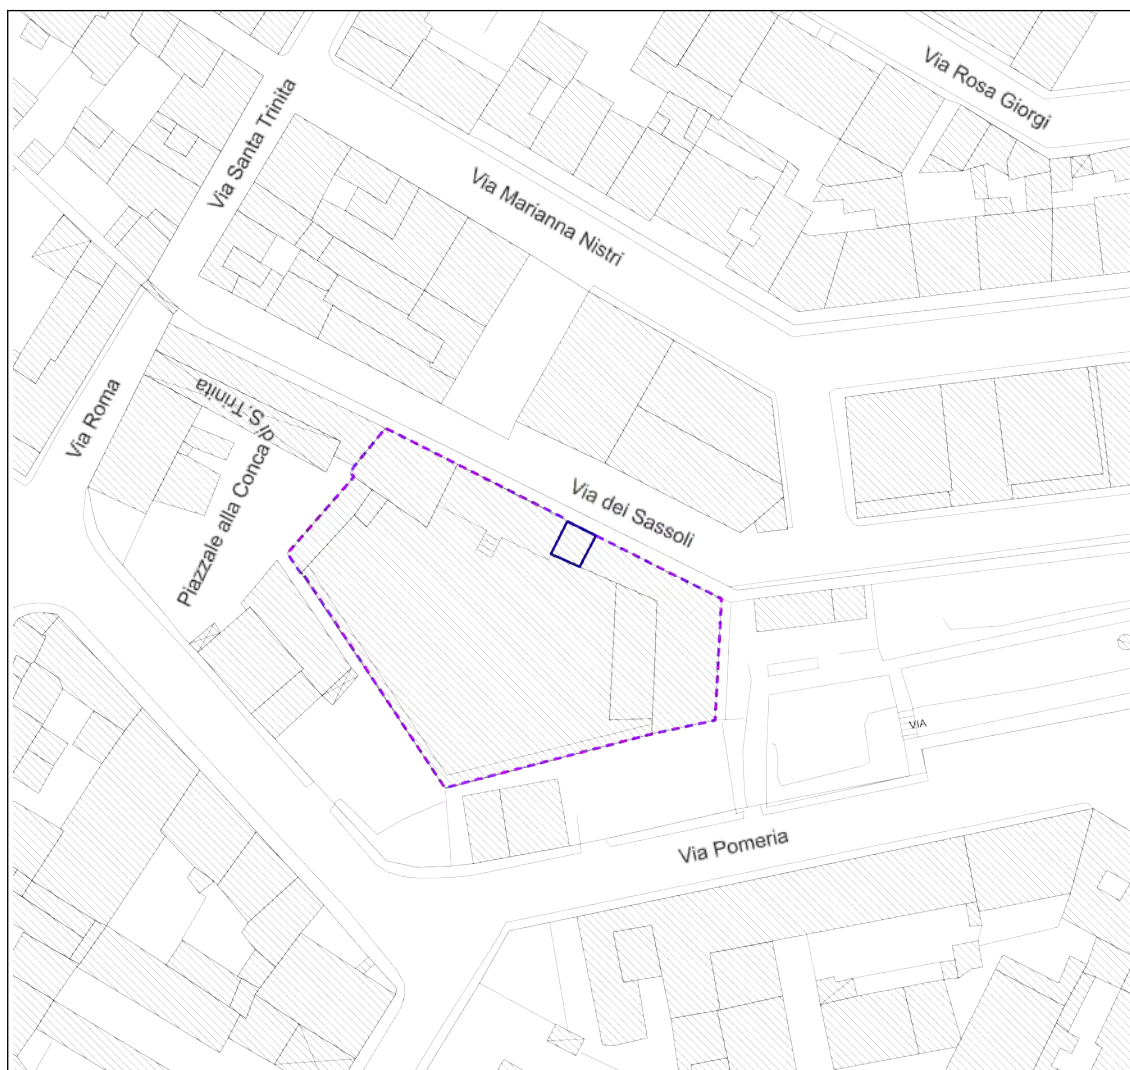 Via Rosa Giorgi
Via Santa Trinita
Via Marianna Nistri
Via Roma
Piazzale alla Conca d/S.Trinita
Via dei Sassoli
VIA
Via Pomeria